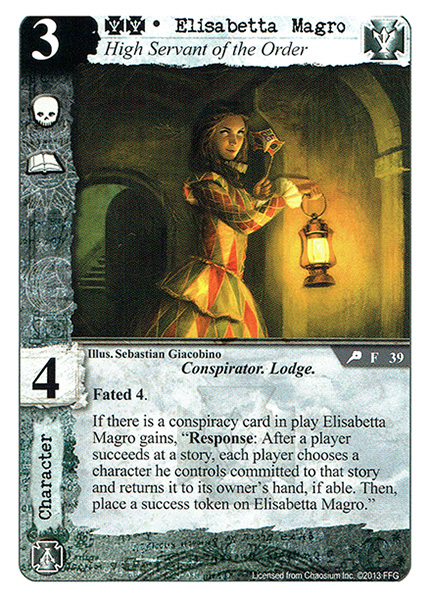 3
• Elisabetta Magro
High Servant of the Order
Illus. Sebastian Giacobino
F 39
Conspirator. Lodge.
4
Fated 4.
If there is a conspiracy card in play Elisabetta
Magro gains, “Response: After a player
succeeds at a story, each player chooses a
character he controls committed to that story
and returns it to its owner's hand, if able. Then,
place a success token on Elisabetta Magro.”
Character
Licensed from Chaosium Inc. ©2013 FFG